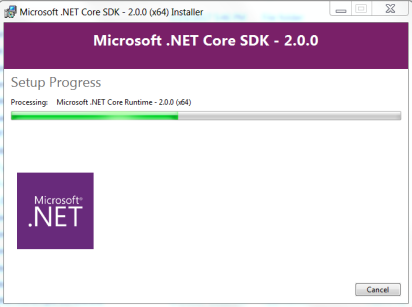 Microsoft .NET Core SDK - 2.0.0 (x64) Installer
Microsoft .NET Core SDK - 2.0.0
Setup Progress
Processing: Microsoft .NET Core Runtime - 2.0.0 (x64)
Microsoft®
.NET
Cancel